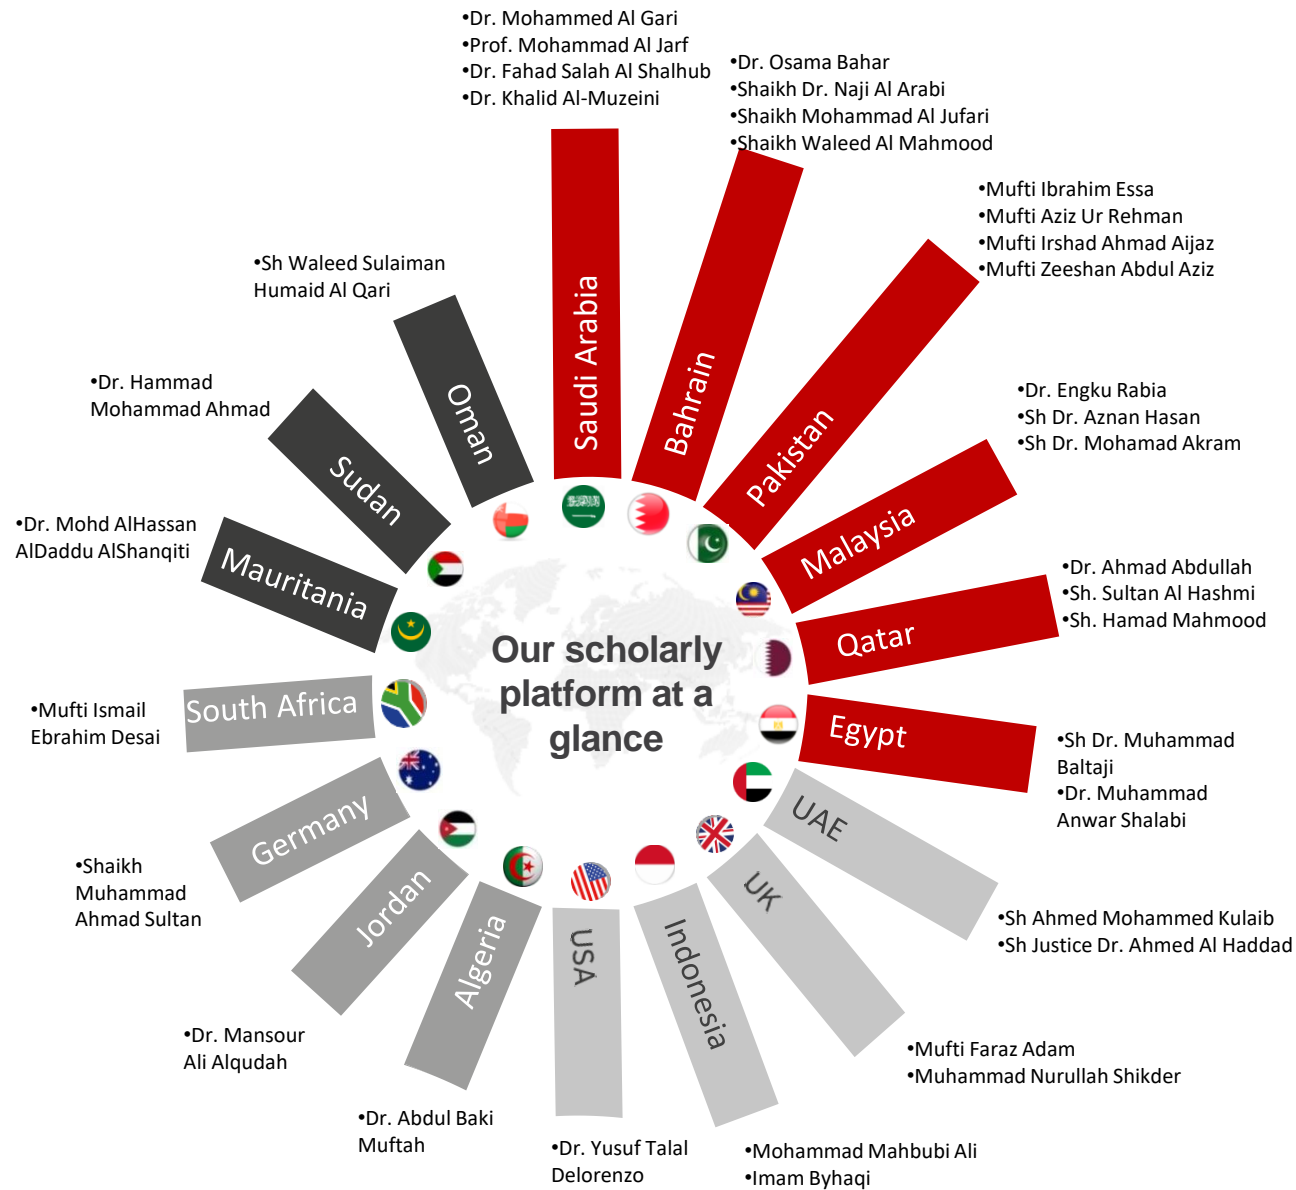 •Dr. Mohammed Al Gari
•Prof. Mohammad Al Jarf
•Dr. Fahad Salah Al Shalhub
•Dr. Khalid Al-Muzeini
Saudi Arabia
•Dr. Osama Bahar
•Shaikh Dr. Naji Al Arabi
•Shaikh Mohammad Al Jufari
•Shaikh Waleed Al Mahmood
Bahrain
•Mufti Ibrahim Essa
•Mufti Aziz Ur Rehman
•Mufti Irshad Ahmad Aijaz
•Mufti Zeeshan Abdul Aziz
Pakistan
•Dr. Engku Rabia
•Sh Dr. Aznan Hasan
•Sh Dr. Mohamad Akram
Malaysia
•Dr. Ahmad Abdullah
•Sh. Sultan Al Hashmi
•Sh. Hamad Mahmood
Qatar
•Sh Dr. Muhammad
Baltaji
•Dr. Muhammad
Anwar Shalabi
Egypt
•Sh Ahmed Mohammed Kulaib
•Sh Justice Dr. Ahmed Al Haddad
UAE
•Mufti Faraz Adam
•Muhammad Nurullah Shikder
UK
•Mohammad Mahbubi Ali
•Imam Byhaqi
Indonesia
•Dr. Yusuf Talal
Delorenzo
USA
•Dr. Abdul Baki
Muftah
Algeria
•Dr. Mansour
Ali Alqudah
Jordan
•Shaikh
Muhammad
Ahmad Sultan
Germany
•Mufti Ismail
Ebrahim Desai
South Africa
•Dr. Mohd AlHassan
AlDaddu AlShanqiti
Mauritania
•Dr. Hammad
Mohammad Ahmad
Sudan
•Sh Waleed Sulaiman
Humaid Al Qari
Oman
Our scholarly
platform at a
glance